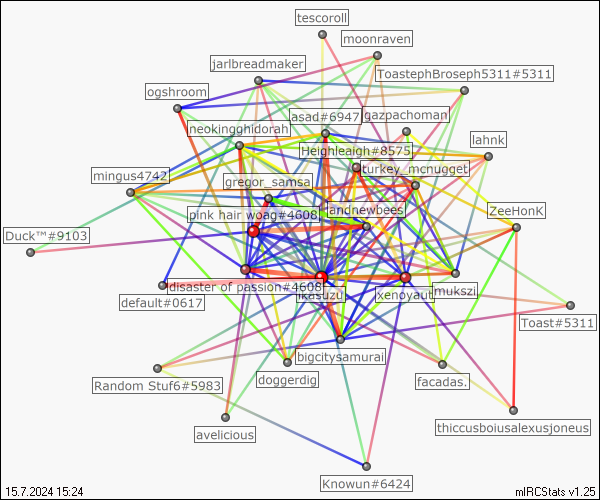 tescoroll
moonraven
jarlbreadmaker
ToastephBroseph5311#5311
ogshroom
asad#6947
gazpachoman
neokingghidorah
lahnk
Heighleaigh#8575
turkey_mcnugget
mingus4742
gregor_samsa
pink hair woag#4608
andnewbees
ZeeHonK
Duck™#9103
disaster of passion#4608
ikasuzu
xenoyaut
mukszi
default#0617
Toast#5311
bigcitysamurai
Random Stuf6#5983
doggerdig
facadas.
thiccusboiusalexusjoneus
avelicious
Knowun#6424
15.7.2024 15:24
mIRCStats v1.25